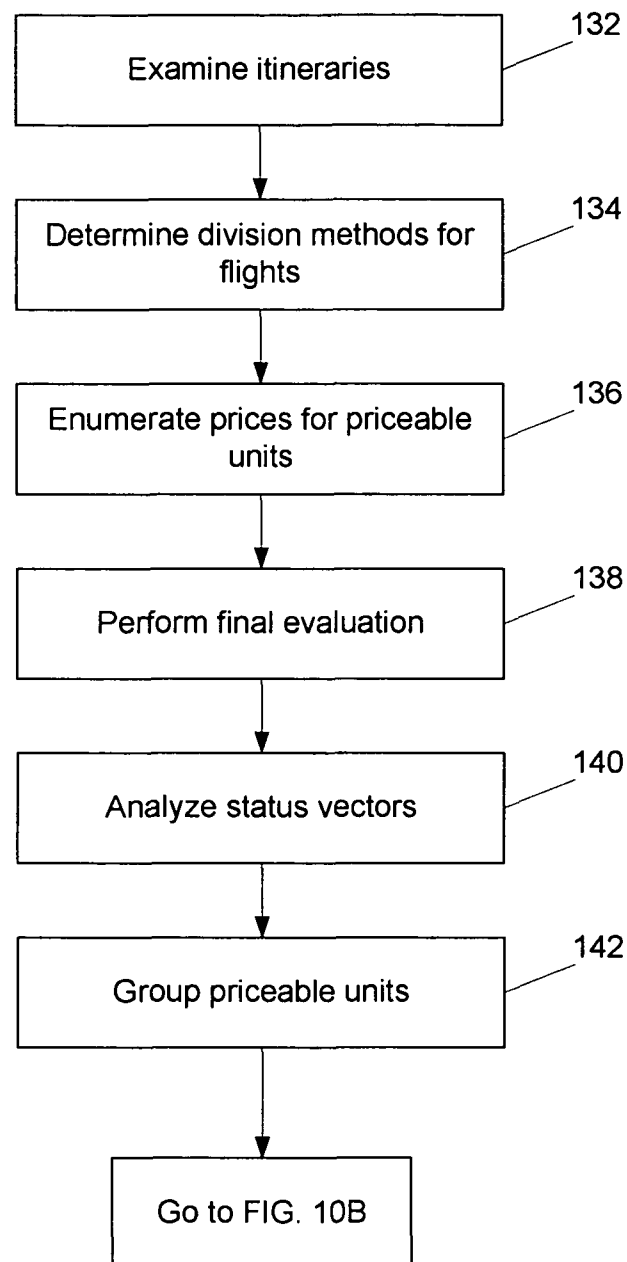 132
Examine itineraries
134
Determine division methods for
flights
136
Enumerate prices for priceable
units
138
Perform final evaluation
140
Analyze status vectors
142
Group priceable units
Go to FIG. 10B